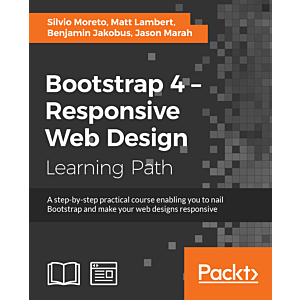 Silvio Moreto, Matt Lambert,
Benjamin Jakobus, Jason Marah
Bootstrap 4 –
Responsive
Web Design
Learning Path
A step-by-step practical course enabling you to nail
Bootstrap and make your web designs responsive
Packt>